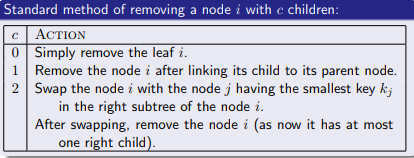 Standard method of removing a node i with c children:
c ACTION
0 Simply remove the leaf i.
1 Remove the node i after linking its child to its parent node.
2 Swap the node i with the node j having the smallest key kj
in the right subtree of the node i.
After swapping, remove the node i (as now it has at most
one right child).